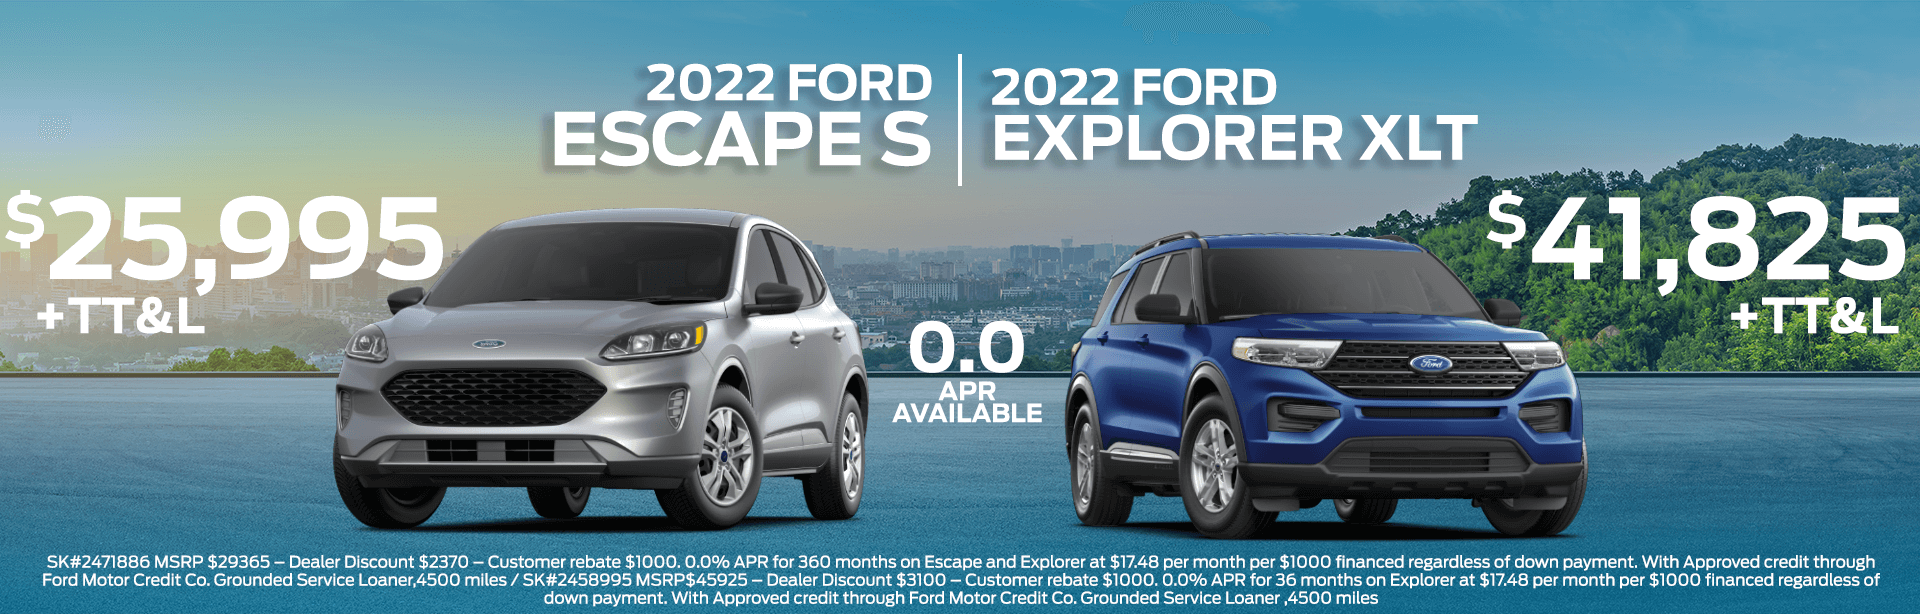 2022 FORD
ESCAPE S
2022 FORD
EXPLORER XLT
$25,995
+TT&L
$41,825
+TT&L
0.0
APR
AVAILABLE
Ford
Ford
SK#2471886 MSRP $29365 – Dealer Discount $2370 – Customer rebate $1000. 0.0% APR for 360 months on Escape and Explorer at $17.48 per month per $1000 financed regardless of down payment. With Approved credit through
Ford Motor Credit Co. Grounded Service Loaner,4500 miles / SK#2458995 MSRP$45925 – Dealer Discount $3100 – Customer rebate $1000. 0.0% APR for 36 months on Explorer at $17.48 per month per $1000 financed regardless of
down payment. With Approved credit through Ford Motor Credit Co. Grounded Service Loaner ,4500 miles